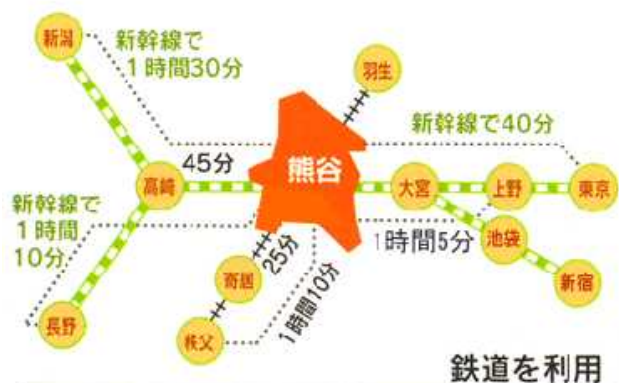 新潟
新幹線で
1時間30分
羽生
新幹線で40分
45分
熊谷
高崎
大宮
上野
東京
新幹線で
1時間
10分
1時間5分
池袋
25分
寄居
1時間10分
新宿
長野
秩父
鉄道を利用